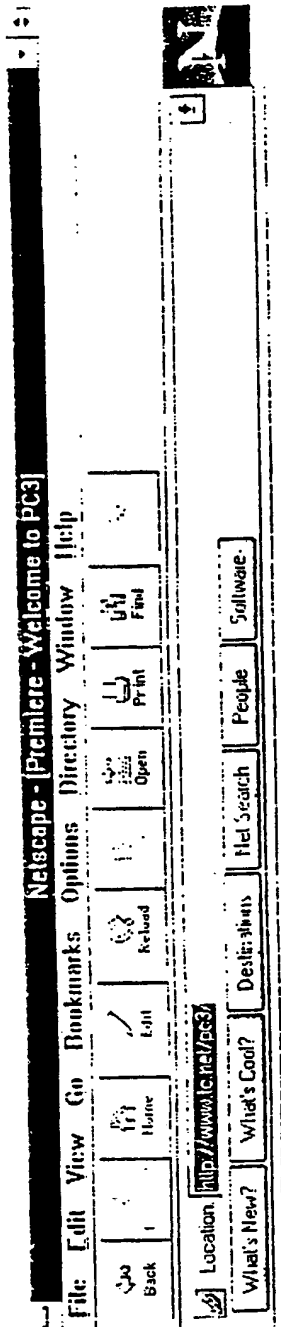 Netscape - [Premiere - Welcome to PC3]
File Edit View Go Bookmarks Options Directory Window Help
Back Home Edit Reload Open Print Find
Location: http://www.tc.net/pc3/
What's New? What's Cool? Destinations Net Search People Software